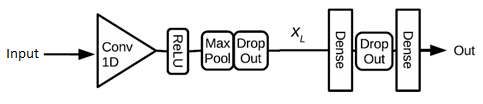 Input
Conv
1D
ReLU
Max
Pool
Drop
Out
X_L
Dense
Drop
Out
Dense
Out